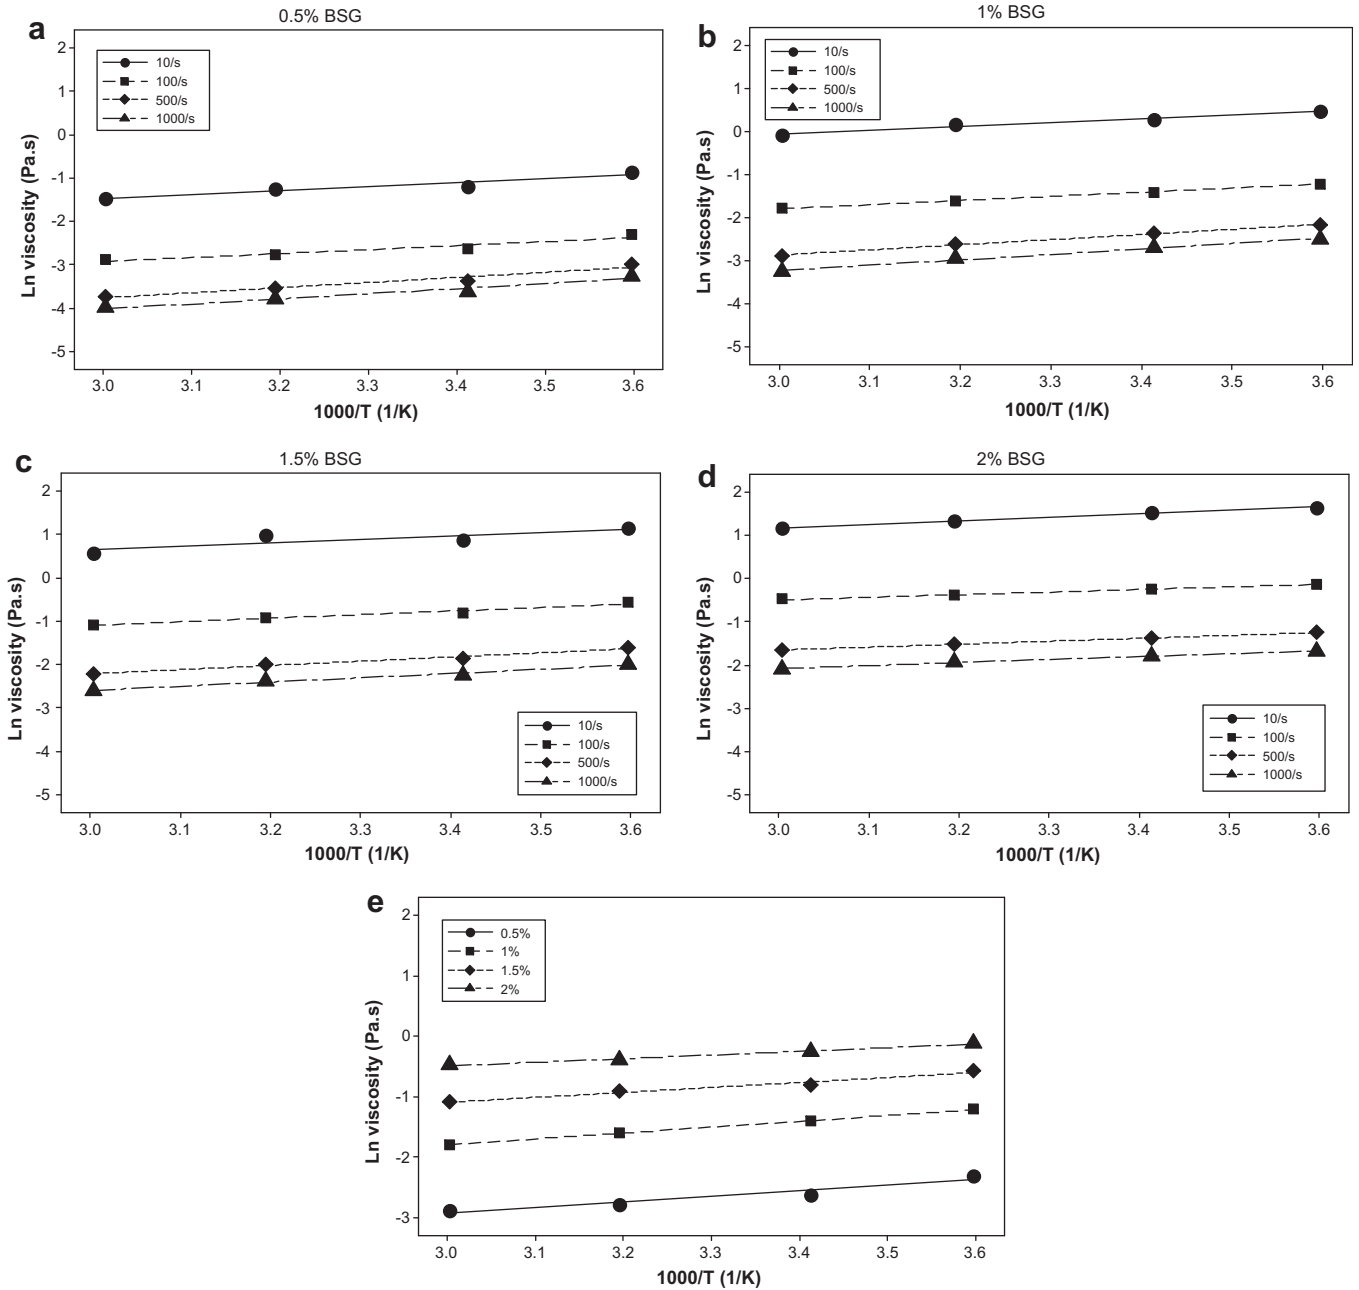 a
0.5% BSG
2
1
0
-1
-2
-3
-4
-5
Ln viscosity (Pa.s)
10/s
100/s
500/s
1000/s
3.0 3.1 3.2 3.3 3.4 3.5 3.6
1000/T (1/K)
b
1% BSG
2
1
0
-1
-2
-3
-4
-5
Ln viscosity (Pa.s)
10/s
100/s
500/s
1000/s
3.0 3.1 3.2 3.3 3.4 3.5 3.6
1000/T (1/K)
c
1.5% BSG
2
1
0
-1
-2
-3
-4
-5
Ln viscosity (Pa.s)
10/s
100/s
500/s
1000/s
3.0 3.1 3.2 3.3 3.4 3.5 3.6
1000/T (1/K)
d
2% BSG
2
1
0
-1
-2
-3
-4
-5
Ln viscosity (Pa.s)
10/s
100/s
500/s
1000/s
3.0 3.1 3.2 3.3 3.4 3.5 3.6
1000/T (1/K)
e
2
1
0
-1
-2
-3
Ln viscosity (Pa.s)
0.5%
1%
1.5%
2%
3.0 3.1 3.2 3.3 3.4 3.5 3.6
1000/T (1/K)